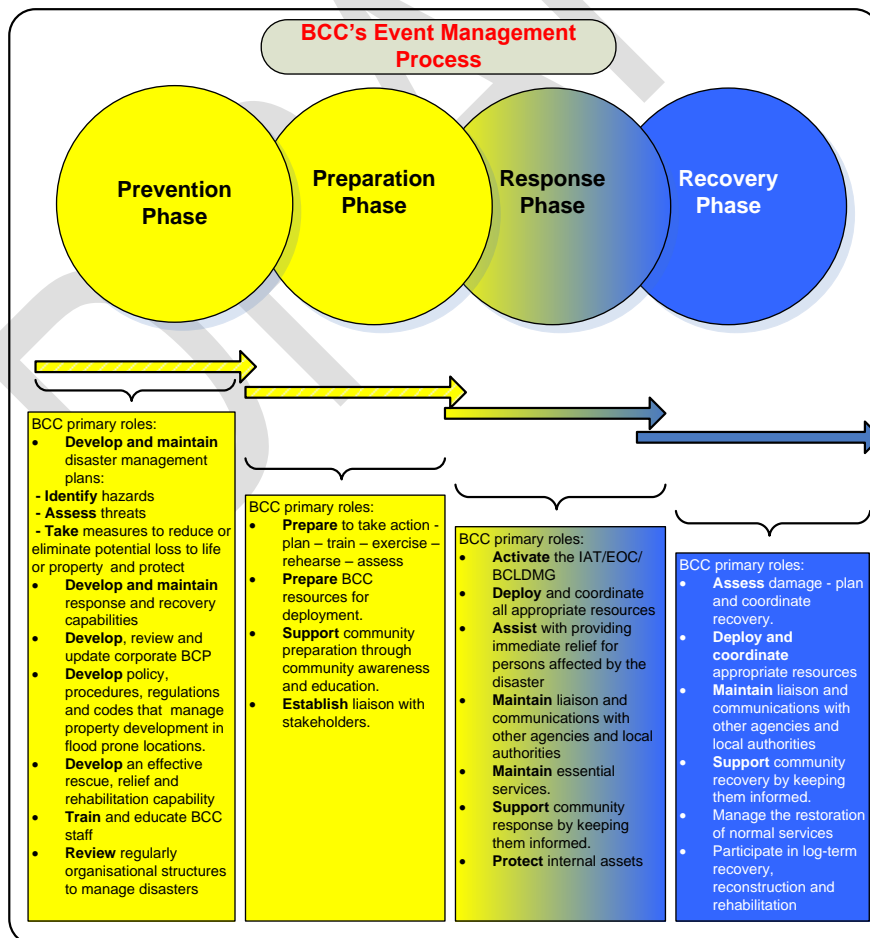 BCC's Event Management
Process
Prevention
Phase
Preparation
Phase
Response
Phase
Recovery
Phase
BCC primary roles:
• Develop and maintain
disaster management
plans:
- Identify hazards
- Assess threats
- Take measures to reduce or
eliminate potential loss to life
or property and protect
• Develop and maintain
response and recovery
capabilities
• Develop, review and
update corporate BCP
• Develop policy,
procedures, regulations
and codes that manage
property development in
flood prone locations.
• Develop an effective
rescue, relief and
rehabilitation capability
• Train and educate BCC
staff
• Review regularly
organisational structures
to manage disasters
BCC primary roles:
• Prepare to take action -
plan – train – exercise –
rehearse – assess
• Prepare BCC
resources for
deployment.
• Support community
preparation through
community awareness
and education.
• Establish liaison with
stakeholders.
BCC primary roles:
• Activate the IAT/EOC/
BCLDMG
• Deploy and coordinate
all appropriate resources
• Assist with providing
immediate relief for
persons affected by the
disaster
• Maintain liaison and
communications with
other agencies and local
authorities
• Maintain essential
services.
• Support community
response by keeping
them informed.
• Protect internal assets
BCC primary roles:
• Assess damage - plan
and coordinate
recovery.
• Deploy and
coordinate
appropriate resources
• Maintain liaison and
communications with
other agencies and
local authorities
• Support community
recovery by keeping
them informed.
• Manage the restoration
of normal services
• Participate in log-term
recovery,
reconstruction and
rehabilitation